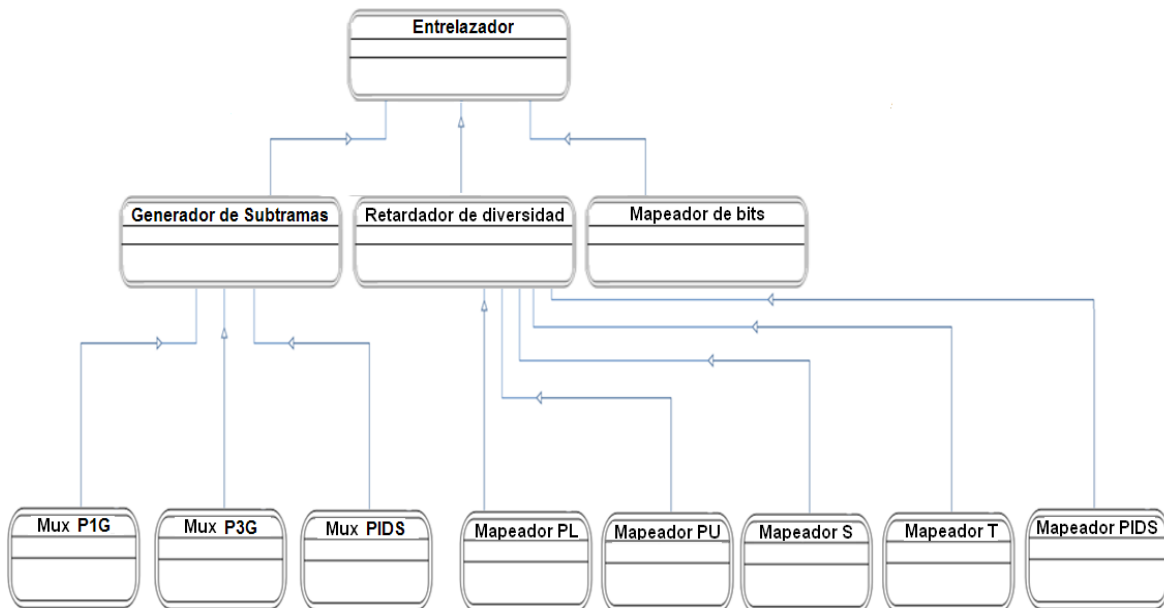 Entrelazador
Generador de Subtramas
Retardador de diversidad
Mapeador de bits
Mux P1G
Mux P3G
Mux PIDS
Mapeador PL
Mapeador PU
Mapeador S
Mapeador T
Mapeador PIDS